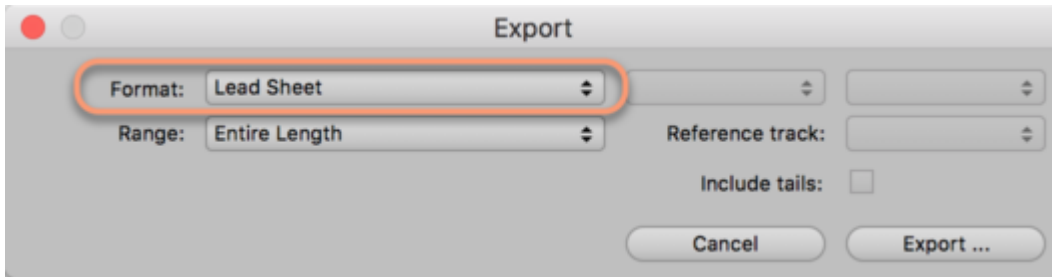 Export
Format: Lead Sheet
Range: Entire Length Reference track:
Include tails:
Cancel Export ...